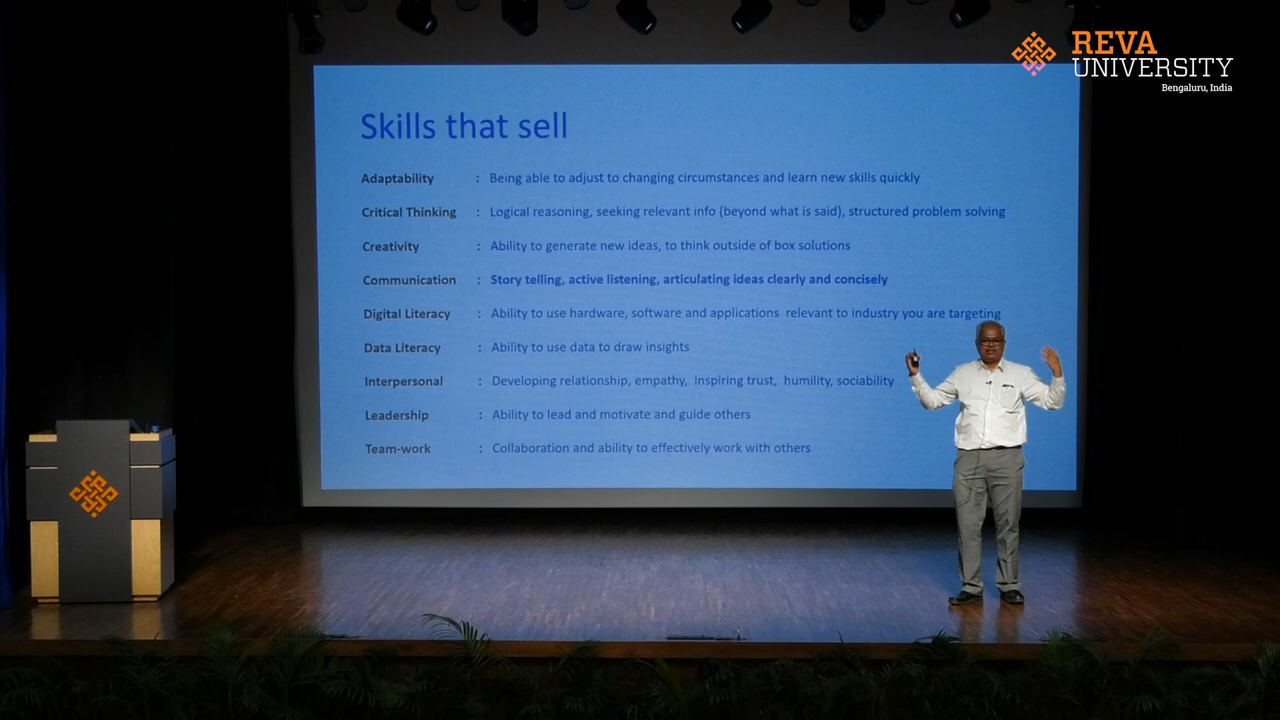 REVA
UNIVERSITY
Bengaluru, India
Skills that sell
Adaptability : Being able to adjust to changing circumstances and learn new skills quickly
Critical Thinking : Logical reasoning, seeking relevant info (beyond what is said), structured problem solving
Creativity : Ability to generate new ideas, to think outside of box solutions
Communication : Story telling, active listening, articulating ideas clearly and concisely
Digital Literacy : Ability to use hardware, software and applications relevant to industry you are targeting
Data Literacy : Ability to use data to draw insights
Interpersonal : Developing relationship, empathy, inspiring trust, humility, sociability
Leadership : Ability to lead and motivate and guide others
Team-work : Collaboration and ability to effectively work with others